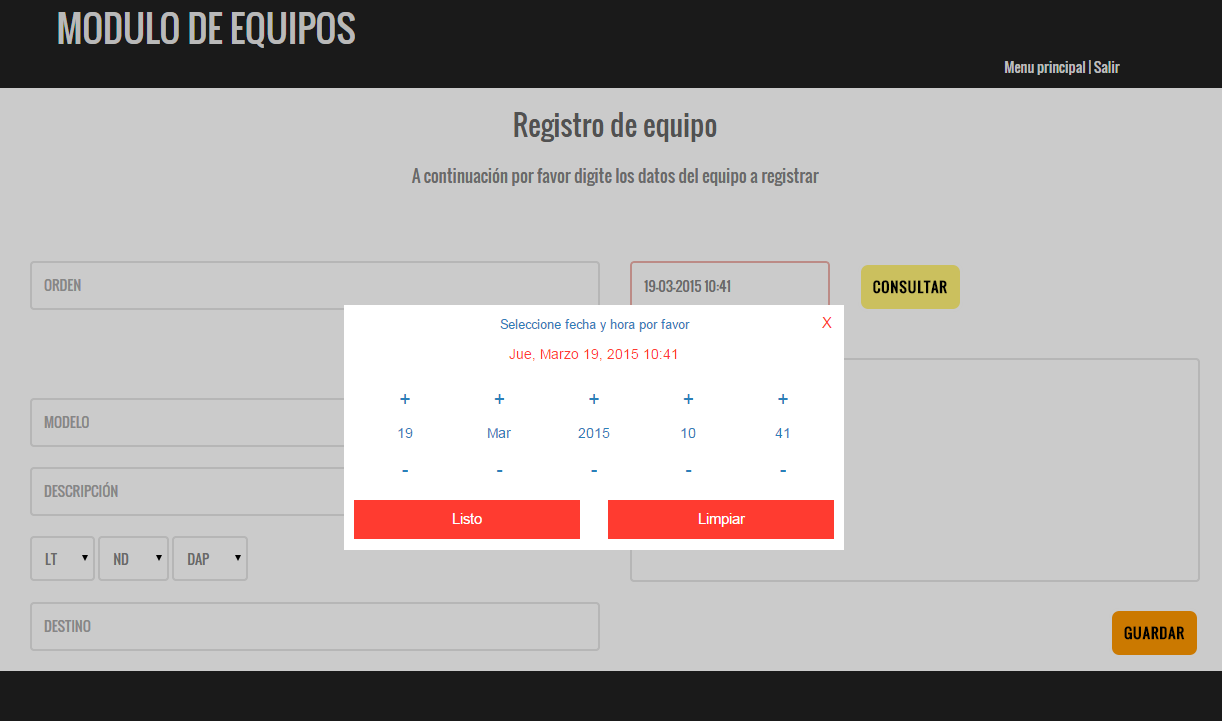 MODULO DE EQUIPOS
Menu principal | Salir
Registro de equipo
A continuación por favor digite los datos del equipo a registrar
ORDEN
19-03-2015 10:41
CONSULTAR
Seleccione fecha y hora por favor
X
Jue, Marzo 19, 2015 10:41
+ + + + +
19 Mar 2015 10 41
- - - - -
Listo Limpiar
MODELO
DESCRIPCIÓN
LT ND DAP
DESTINO
GUARDAR